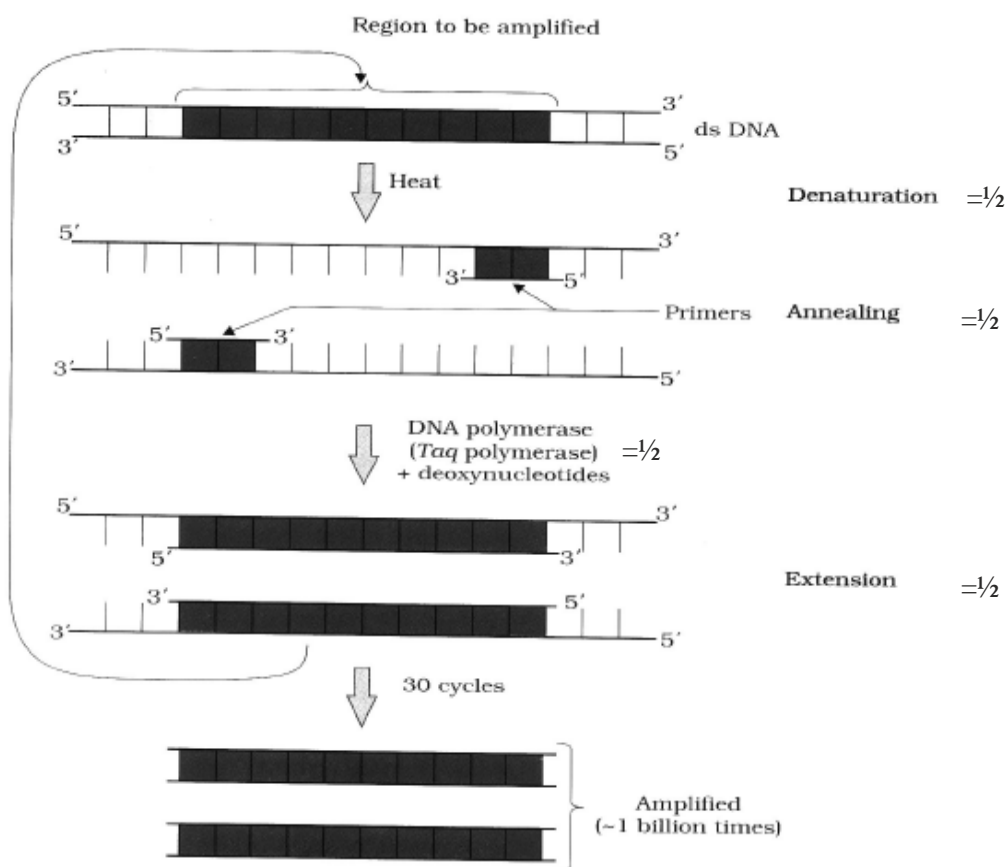 Region to be amplified
5′ 3′
ds DNA
3′ 5′
Heat
Denaturation =½
5′ 3′
3′ 5′
Primers Annealing =½
5′ 3′
3′ 5′
DNA polymerase
(Taq polymerase) =½
+ deoxynucleotides
5′ 3′
5′ 3′
Extension =½
3′ 5′
3′ 5′
30 cycles
Amplified
(~1 billion times)